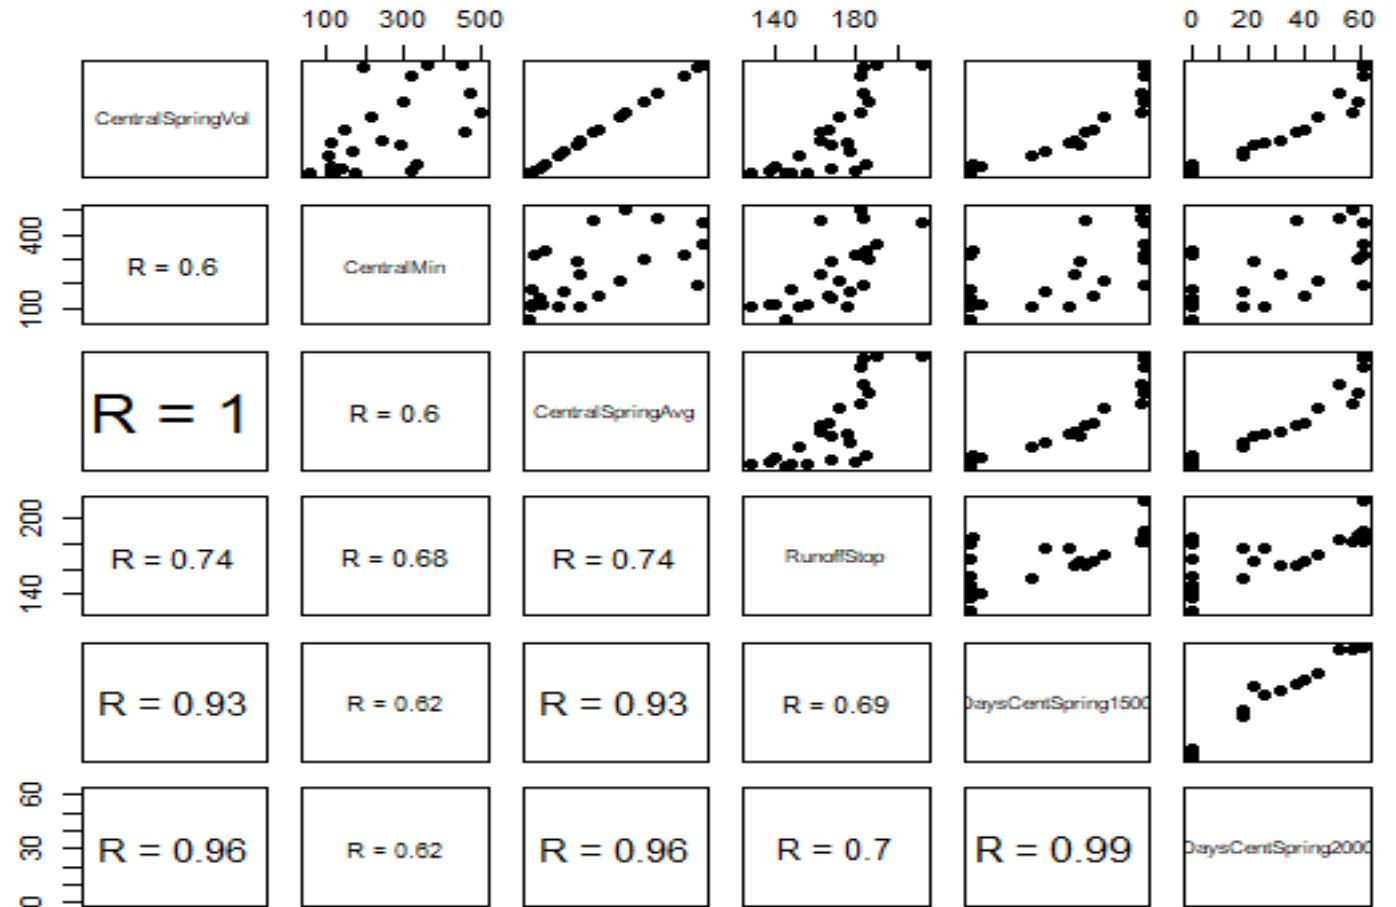 100 300 500 140 180 0 20 40 60
CentralSpringVol
100 400
R = 0.6 CentralMin
R = 1 R = 0.6 CentralSpringAvg
140 200
R = 0.74 R = 0.68 R = 0.74 RunoffStop
R = 0.93 R = 0.62 R = 0.93 R = 0.69 DaysCentSpring1500
0 30 60
R = 0.96 R = 0.62 R = 0.96 R = 0.7 R = 0.99 DaysCentSpring2000